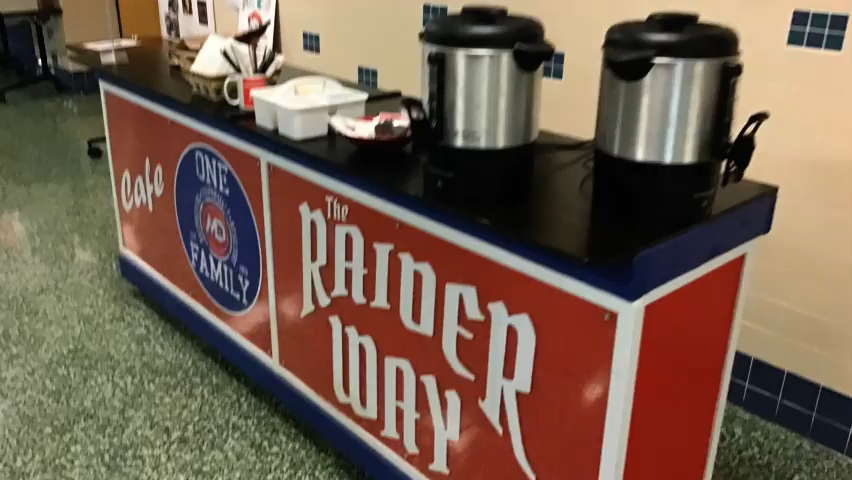 Cafe
ONE
MD
FAMILY
The
RAIDER
WAY